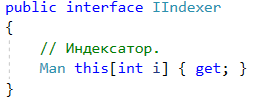 public interface IIndexer
{
// Индексатор.
Man this[int i] { get; }
}